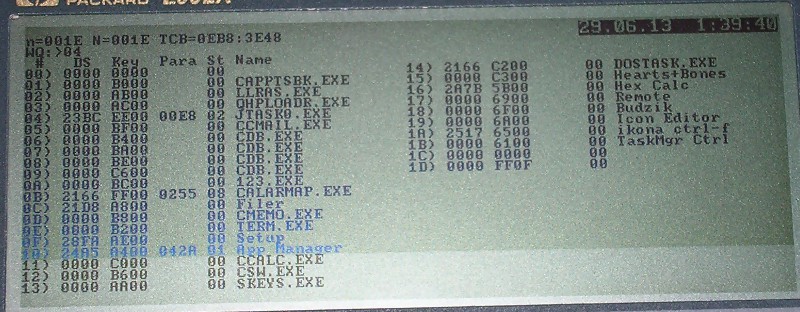 PACKARD 200LX
29.06.13 1:39:40
n=001E N=001E TCB=0EB8:3E48
WQ:>04
# DS Key Para St Name
00) 0000 0000 00
01) 0000 B000 00 CAPPTSBK.EXE
02) 0000 AB00 00 LLRAS.EXE
03) 0000 AC00 00 QHPLOADR.EXE
04) 23BC EE00 00E8 02 JTASK0.EXE
05) 0000 BF00 00 CCMAIL.EXE
06) 0000 B400 00 CDB.EXE
07) 0000 BA00 00 CDB.EXE
08) 0000 BE00 00 CDB.EXE
09) 0000 C600 00 CDB.EXE
0A) 0000 BC00 00 123.EXE
0B) 2166 FF00 0255 08 CALARMAP.EXE
0C) 21D8 A800 00 Filer
0D) 0000 B800 00 CMEMO.EXE
0E) 0000 B200 00 TERM.EXE
0F) 28FA AE00 00 Setup
10) 24A5 0400 042A 01 App Manager
11) 0000 C000 00 CCALC.EXE
12) 0000 B600 00 CSW.EXE
13) 0000 AA00 00 SKEYS.EXE
14) 2166 C200 00 DOSTASK.EXE
15) 0000 C300 00 Hearts+Bones
16) 2A7B 5B00 00 Hex Calc
17) 0000 6900 00 Remote
18) 0000 6F00 00 Budzik
19) 0000 6A00 00 Icon Editor
1A) 2517 6500 00 ikona ctrl-f
1B) 0000 6100 00 TaskMgr Ctrl
1C) 0000 0000 00
1D) 0000 FF0F 00